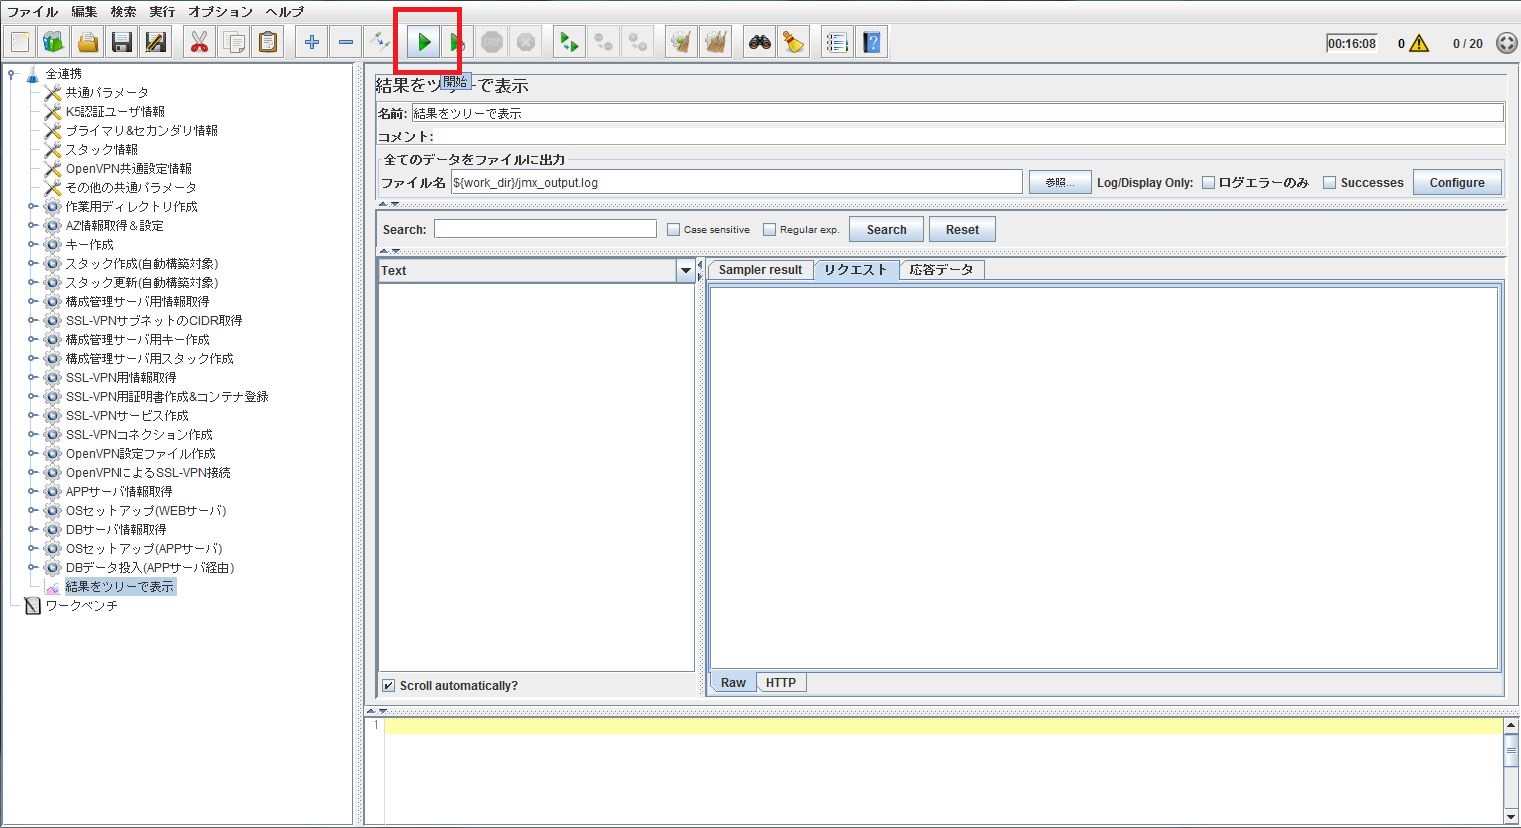 ファイル 編集 検索 実行 オプション ヘルプ
STOP
00:16:08 0 0 / 20
開始
全連携
共通パラメータ
K5認証ユーザ情報
プライマリ&セカンダリ情報
スタック情報
OpenVPN共通設定情報
その他の共通パラメータ
作業用ディレクトリ作成
AZ情報取得＆設定
キー作成
スタック作成(自動構築対象)
スタック更新(自動構築対象)
構成管理サーバ用情報取得
SSL-VPNサブネットのCIDR取得
構成管理サーバ用キー作成
構成管理サーバ用スタック作成
SSL-VPN用情報取得
SSL-VPN用証明書作成&コンテナ登録
SSL-VPNサービス作成
SSL-VPNコネクション作成
OpenVPN設定ファイル作成
OpenVPNによるSSL-VPN接続
APPサーバ情報取得
OSセットアップ(WEBサーバ)
DBサーバ情報取得
OSセットアップ(APPサーバ)
DBデータ投入(APPサーバ経由)
結果をツリーで表示
ワークベンチ
結果をツリーで表示
名前: 結果をツリーで表示
コメント:
全てのデータをファイルに出力
ファイル名 ${work_dir}/jmx_output.log 参照... Log/Display Only: ログエラーのみ Successes Configure
Search: Case sensitive Regular exp. Search Reset
Text
Sampler result リクエスト 応答データ
Raw HTTP
Scroll automatically?
1